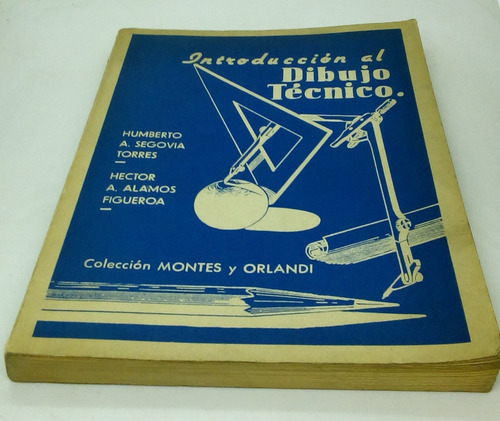 Introducción al
Dibujo
Técnico.
HUMBERTO
A. SEGOVIA
TORRES
HECTOR
A. ALAMOS
FIGUEROA
Colección MONTES y ORLANDI